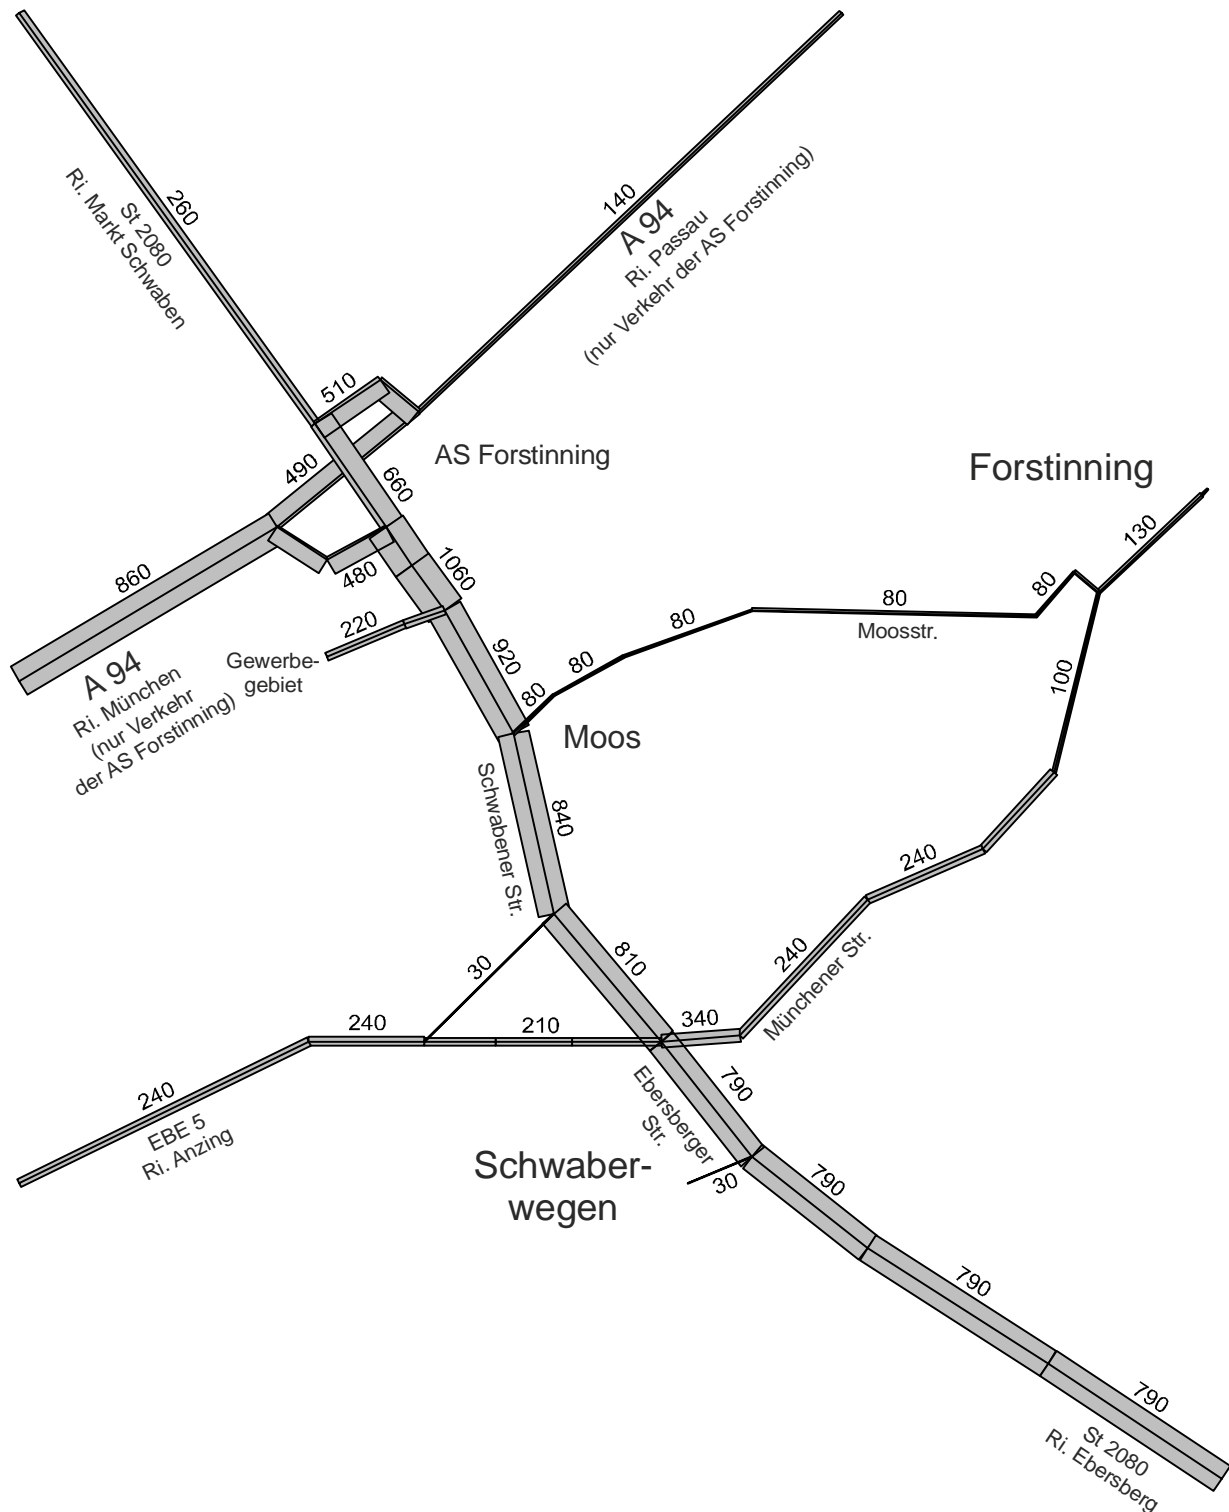 260
St 2080
Ri. Markt Schwaben
140
A 94
Ri. Passau
(nur Verkehr der AS Forstinning)
510
AS Forstinning
490
660
Forstinning
130
860
480
1060
A 94
Ri. München
(nur Verkehr
der AS Forstinning)
220
Gewerbe-
gebiet
920
80
80
80
80
Moosstr.
80
100
Moos
Schwabener Str.
840
240
240
Münchener Str.
30
810
240
210
340
240
EBE 5
Ri. Anzing
Ebersberger
Str.
790
Schwaber-
wegen
30
790
790
790
St 2080
Ri. Ebersberg